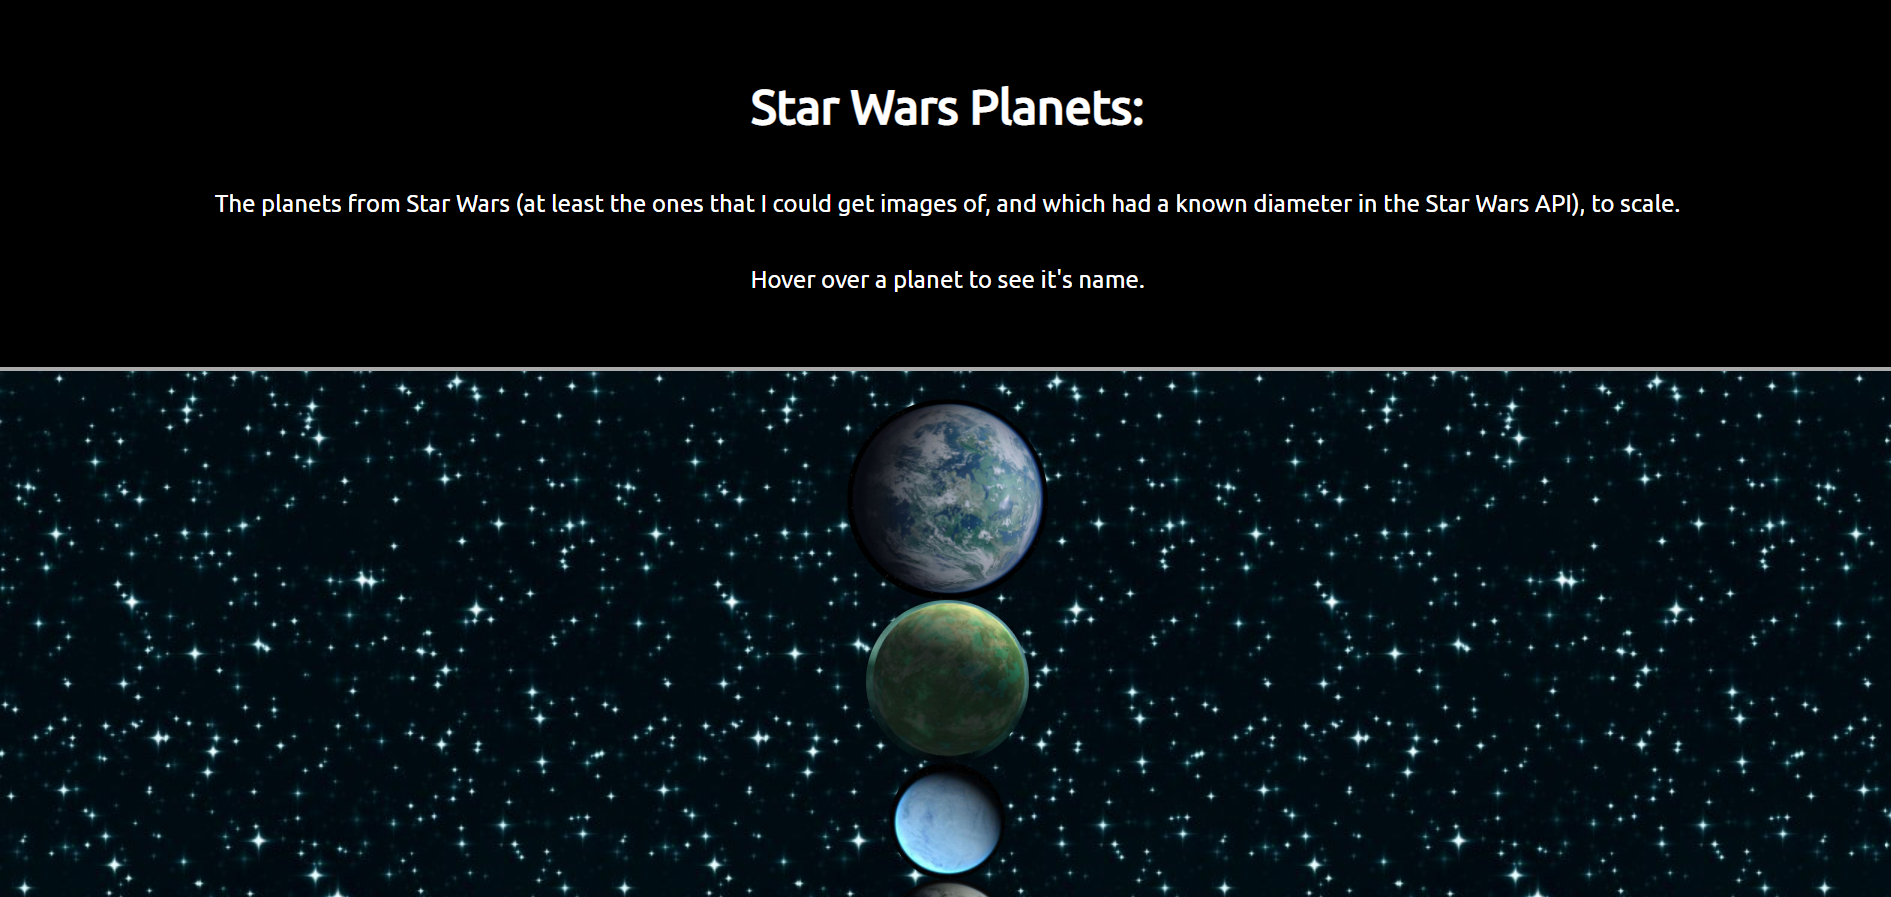 Star Wars Planets:
The planets from Star Wars (at least the ones that I could get images of, and which had a known diameter in the Star Wars API), to scale.
Hover over a planet to see it's name.